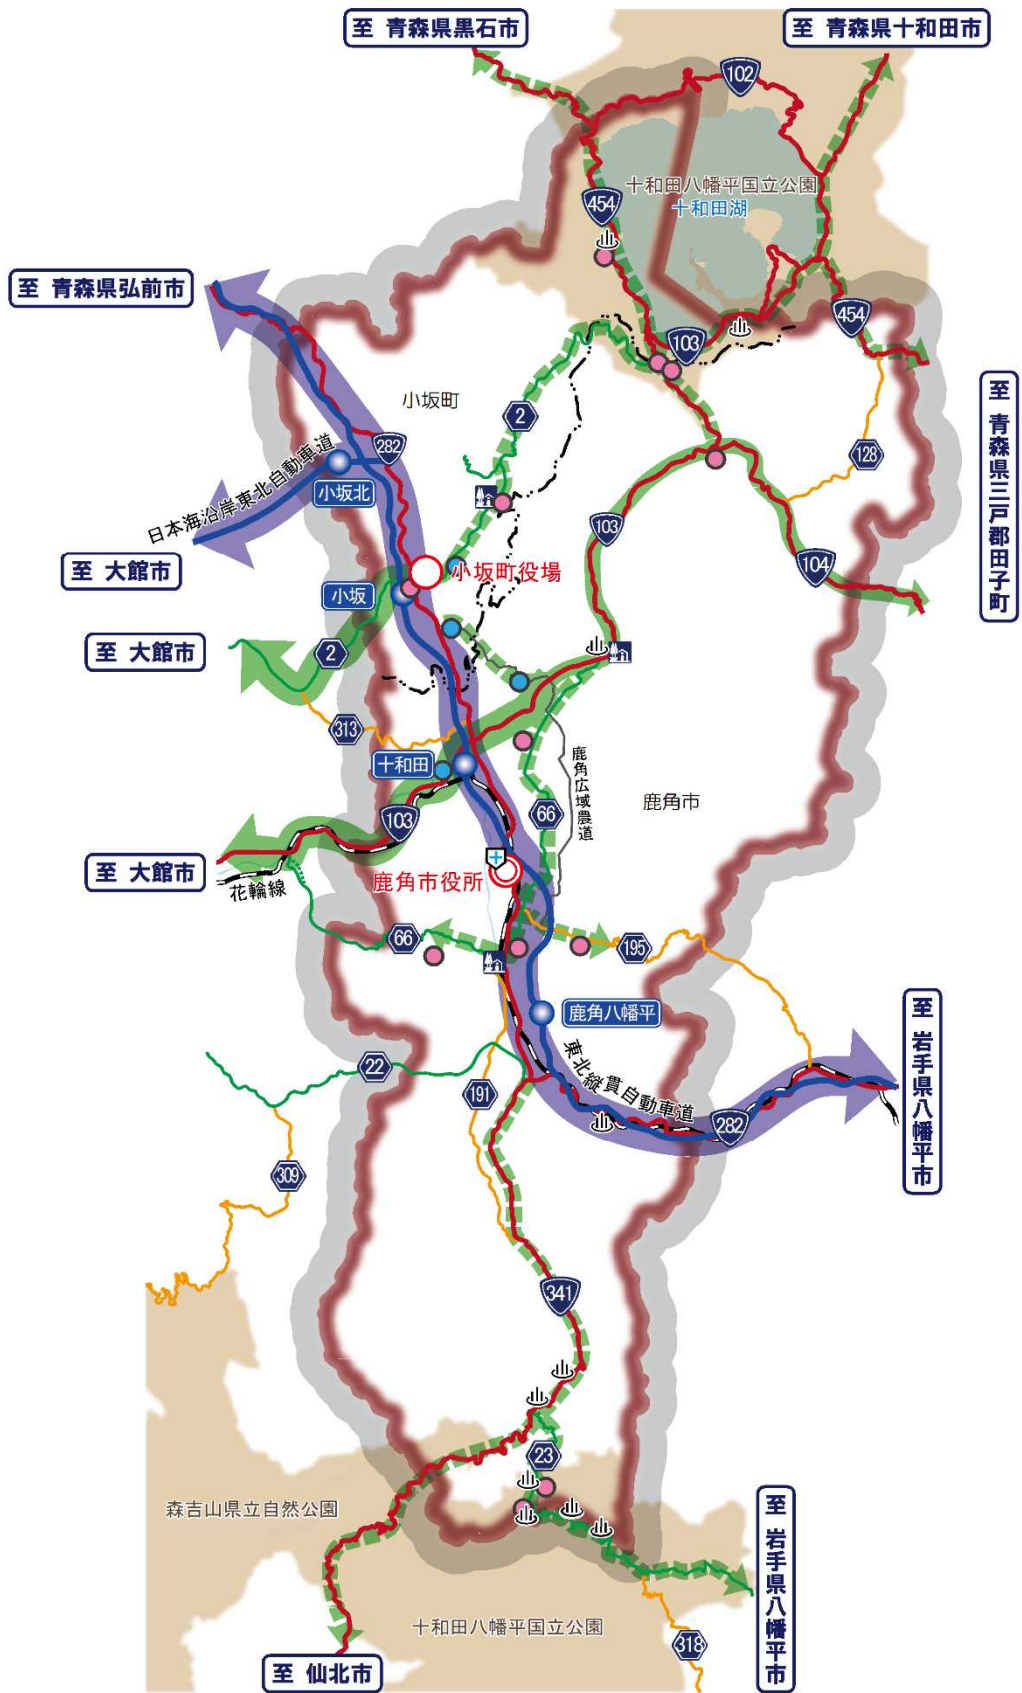 至 青森県黒石市
至 青森県十和田市
102
十和田八幡平国立公園
十和田湖
454
至 青森県弘前市
454
103
至 青森県三戸郡田子町
小坂町
2
282
128
日本海沿岸東北自動車道
小坂北
103
104
至 大館市
小坂町役場
小坂
至 大館市
2
313
十和田
鹿角広域農道
鹿角市
103
66
至 大館市
花輪線
鹿角市役所
66
195
鹿角八幡平
至 岩手県八幡平市
東北縦貫自動車道
22
191
282
309
341
23
森吉山県立自然公園
至 岩手県八幡平市
十和田八幡平国立公園
318
至 仙北市